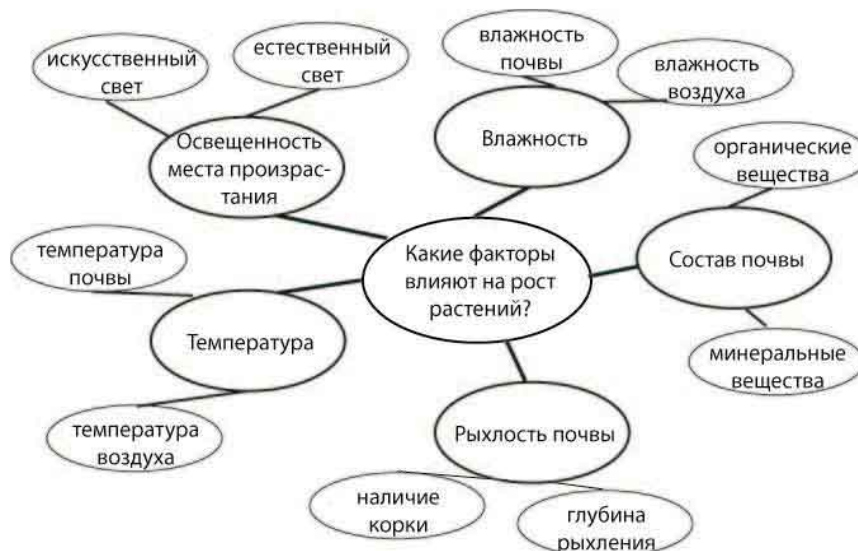 искусственный
свет
естественный
свет
Освещенность
места произрас-
тания
влажность
почвы
влажность
воздуха
Влажность
органические
вещества
Состав почвы
минеральные
вещества
Какие факторы
влияют на рост
растений?
температура
почвы
Температура
температура
воздуха
Рыхлость почвы
наличие
корки
глубина
рыхления